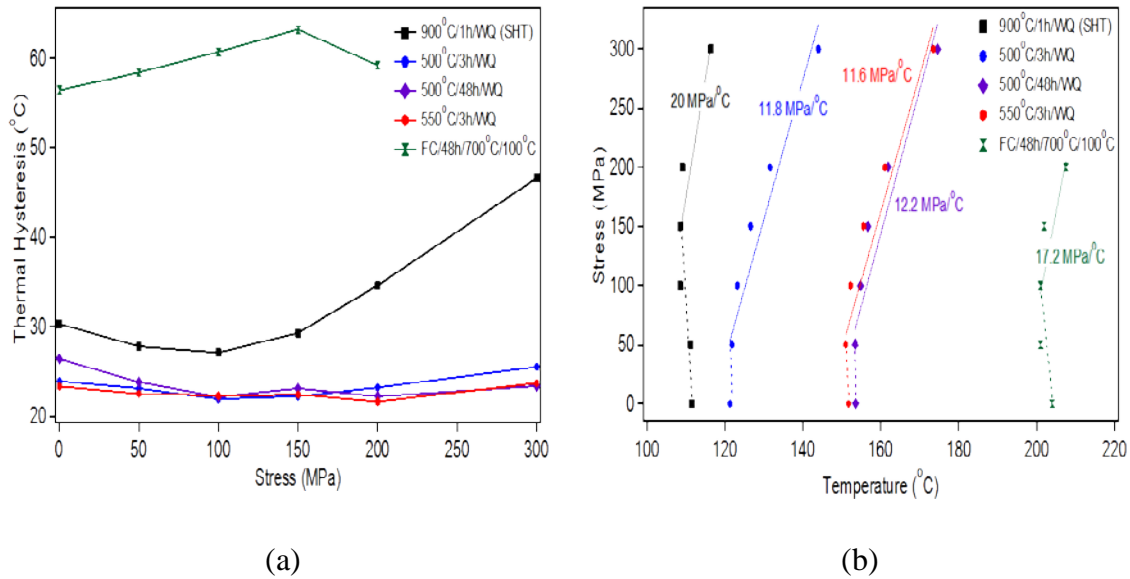 Thermal Hysteresis (°C)
60
50
40
30
20
0
50
100
150
200
250
300
Stress (MPa)
900°C/1h/WQ (SHT)
500°C/3h/WQ
500°C/48h/WQ
550°C/3h/WQ
FC/48h/700°C/100°C
(a)
Stress (MPa)
300
250
200
150
100
50
0
100
120
140
160
180
200
220
Temperature (°C)
900°C/1h/WQ (SHT)
500°C/3h/WQ
500°C/48h/WQ
550°C/3h/WQ
FC/48h/700°C/100°C
20 MPa/°C
11.8 MPa/°C
11.6 MPa/°C
12.2 MPa/°C
17.2 MPa/°C
(b)